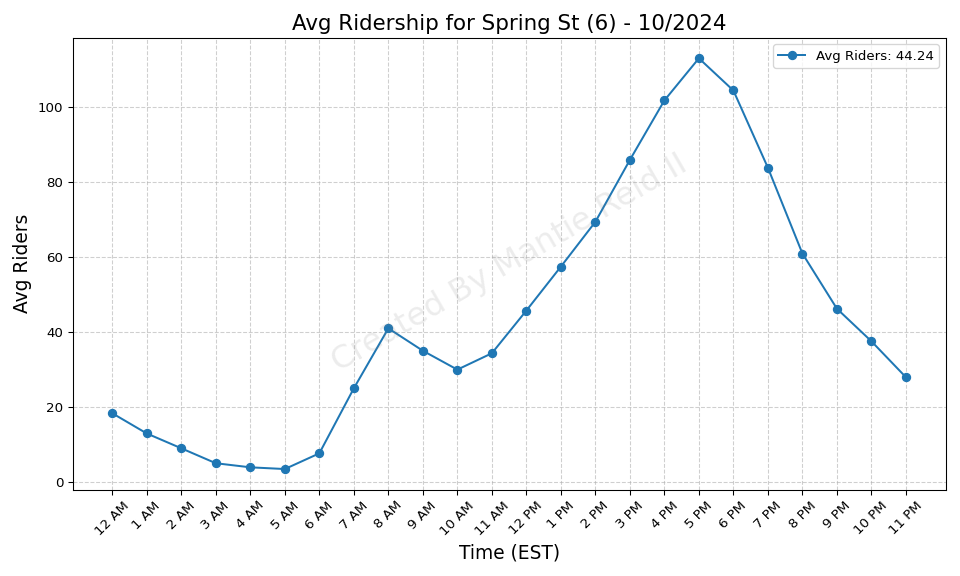 Avg Ridership for Spring St (6) - 10/2024
Avg Riders: 44.24
Avg Riders
100
80
60
40
20
0
Created By Mantie Reid II
12 AM
1 AM
2 AM
3 AM
4 AM
5 AM
6 AM
7 AM
8 AM
9 AM
10 AM
11 AM
12 PM
1 PM
2 PM
3 PM
4 PM
5 PM
6 PM
7 PM
8 PM
9 PM
10 PM
11 PM
Time (EST)